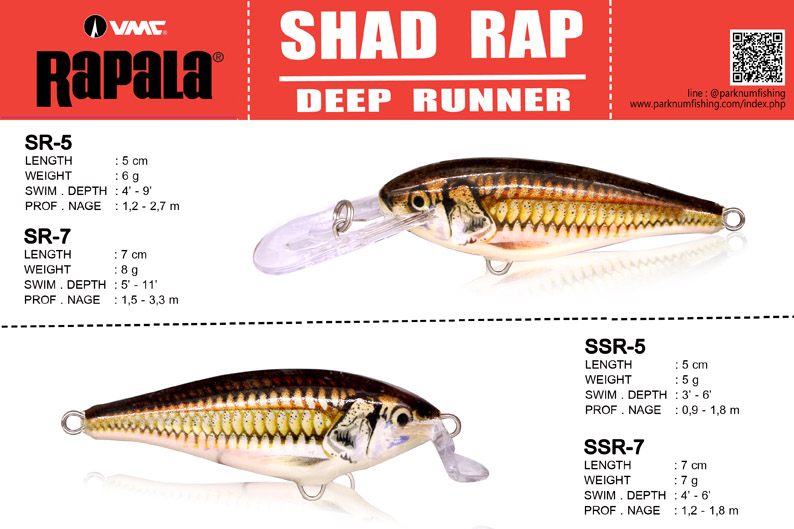 VMC®
RAPALA®
SHAD RAP
DEEP RUNNER
line : @parknumfishing
www.parknumfishing.com/index.php
SR-5
LENGTH : 5 cm
WEIGHT : 6 g
SWIM . DEPTH : 4' - 9'
PROF . NAGE : 1,2 - 2,7 m
SR-7
LENGTH : 7 cm
WEIGHT : 8 g
SWIM . DEPTH : 5' - 11'
PROF . NAGE : 1,5 - 3,3 m
SSR-5
LENGTH : 5 cm
WEIGHT : 5 g
SWIM . DEPTH : 3' - 6'
PROF . NAGE : 0,9 - 1,8 m
SSR-7
LENGTH : 7 cm
WEIGHT : 7 g
SWIM . DEPTH : 4' - 6'
PROF . NAGE : 1,2 - 1,8 m